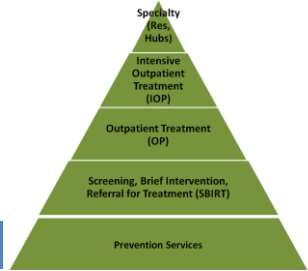 Specialty
(Res,
Hubs)
Intensive
Outpatient
Treatment
(IOP)
Outpatient Treatment
(OP)
Screening, Brief Intervention,
Referral for Treatment (SBIRT)
Prevention Services